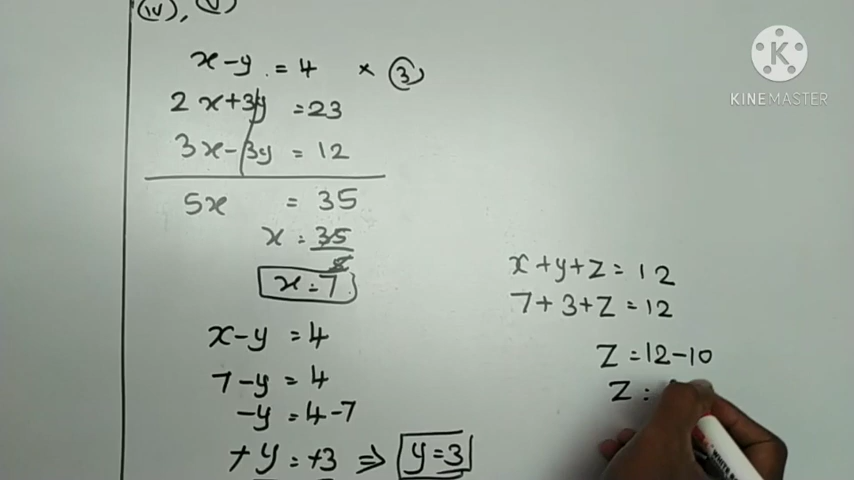 (iv), (v)
x-y = 4 × (3)
2x+3y = 23
3x-3y = 12
5x = 35
x = 35/5
x = 7
x-y = 4
7-y = 4
-y = 4-7
+y = +3 ⇒ y=3
x+y+z = 12
7+3+z = 12
z = 12-10
z =
K
KINEMASTER